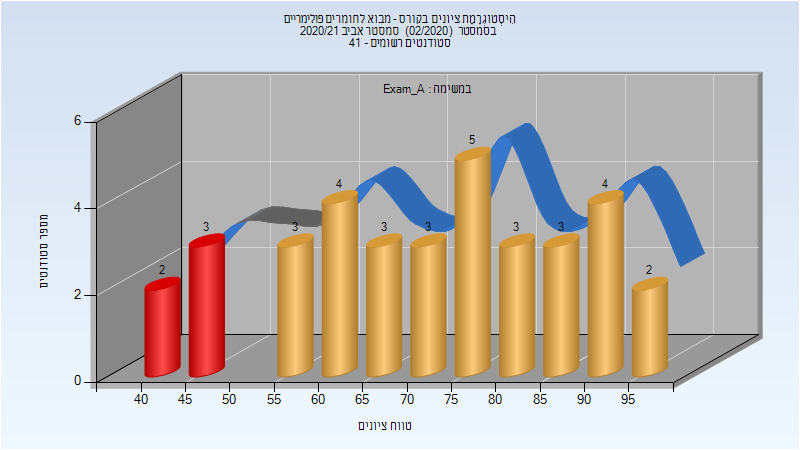 היסטוגרמת ציונים בקורס - מבוא לחומרים פולימריים
בסמסטר (02/2020) סמסטר אביב 2020/21
סטודנטים רשומים - 41
במשימה : Exam_A
מספר סטודנטים
6
4
2
0
2
3
3
4
3
3
5
3
3
4
2
40 45 50 55 60 65 70 75 80 85 90 95
טווח ציונים